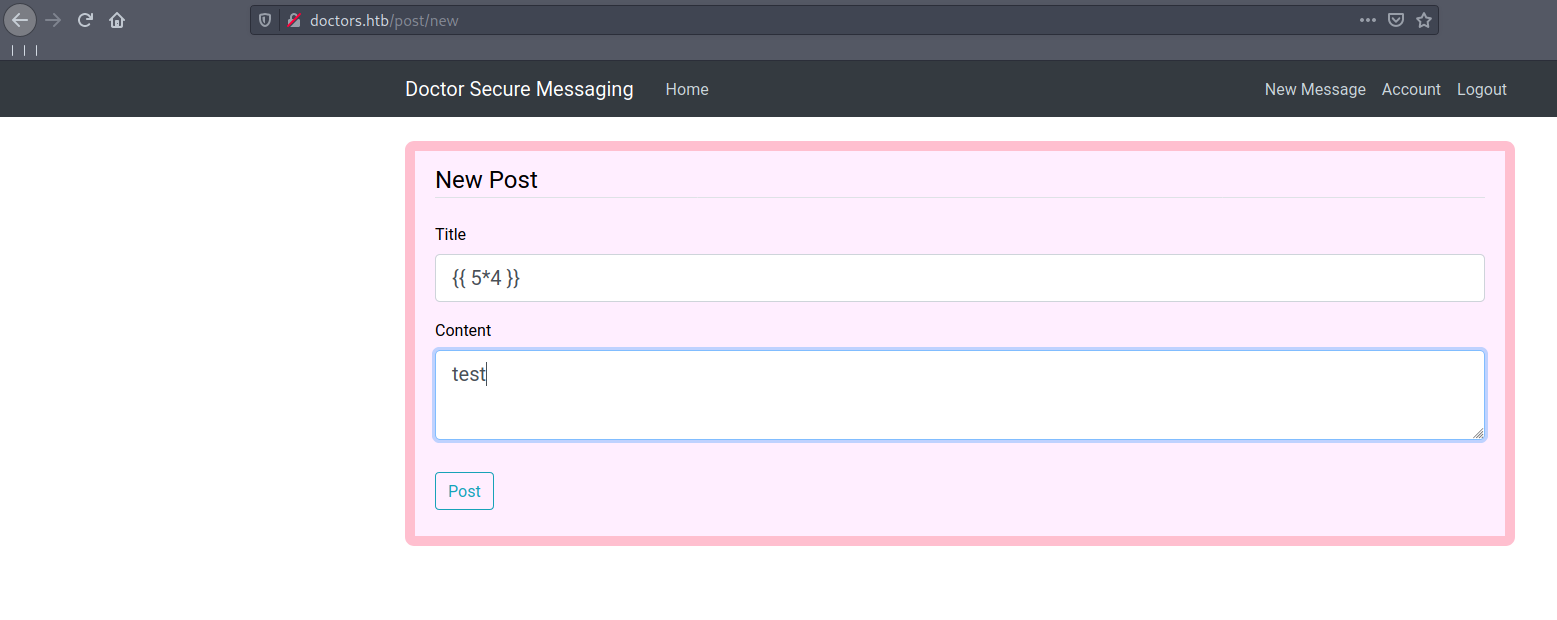 doctors.htb/post/new
Doctor Secure Messaging Home New Message Account Logout
New Post
Title
{{ 5*4 }}
Content
test
Post